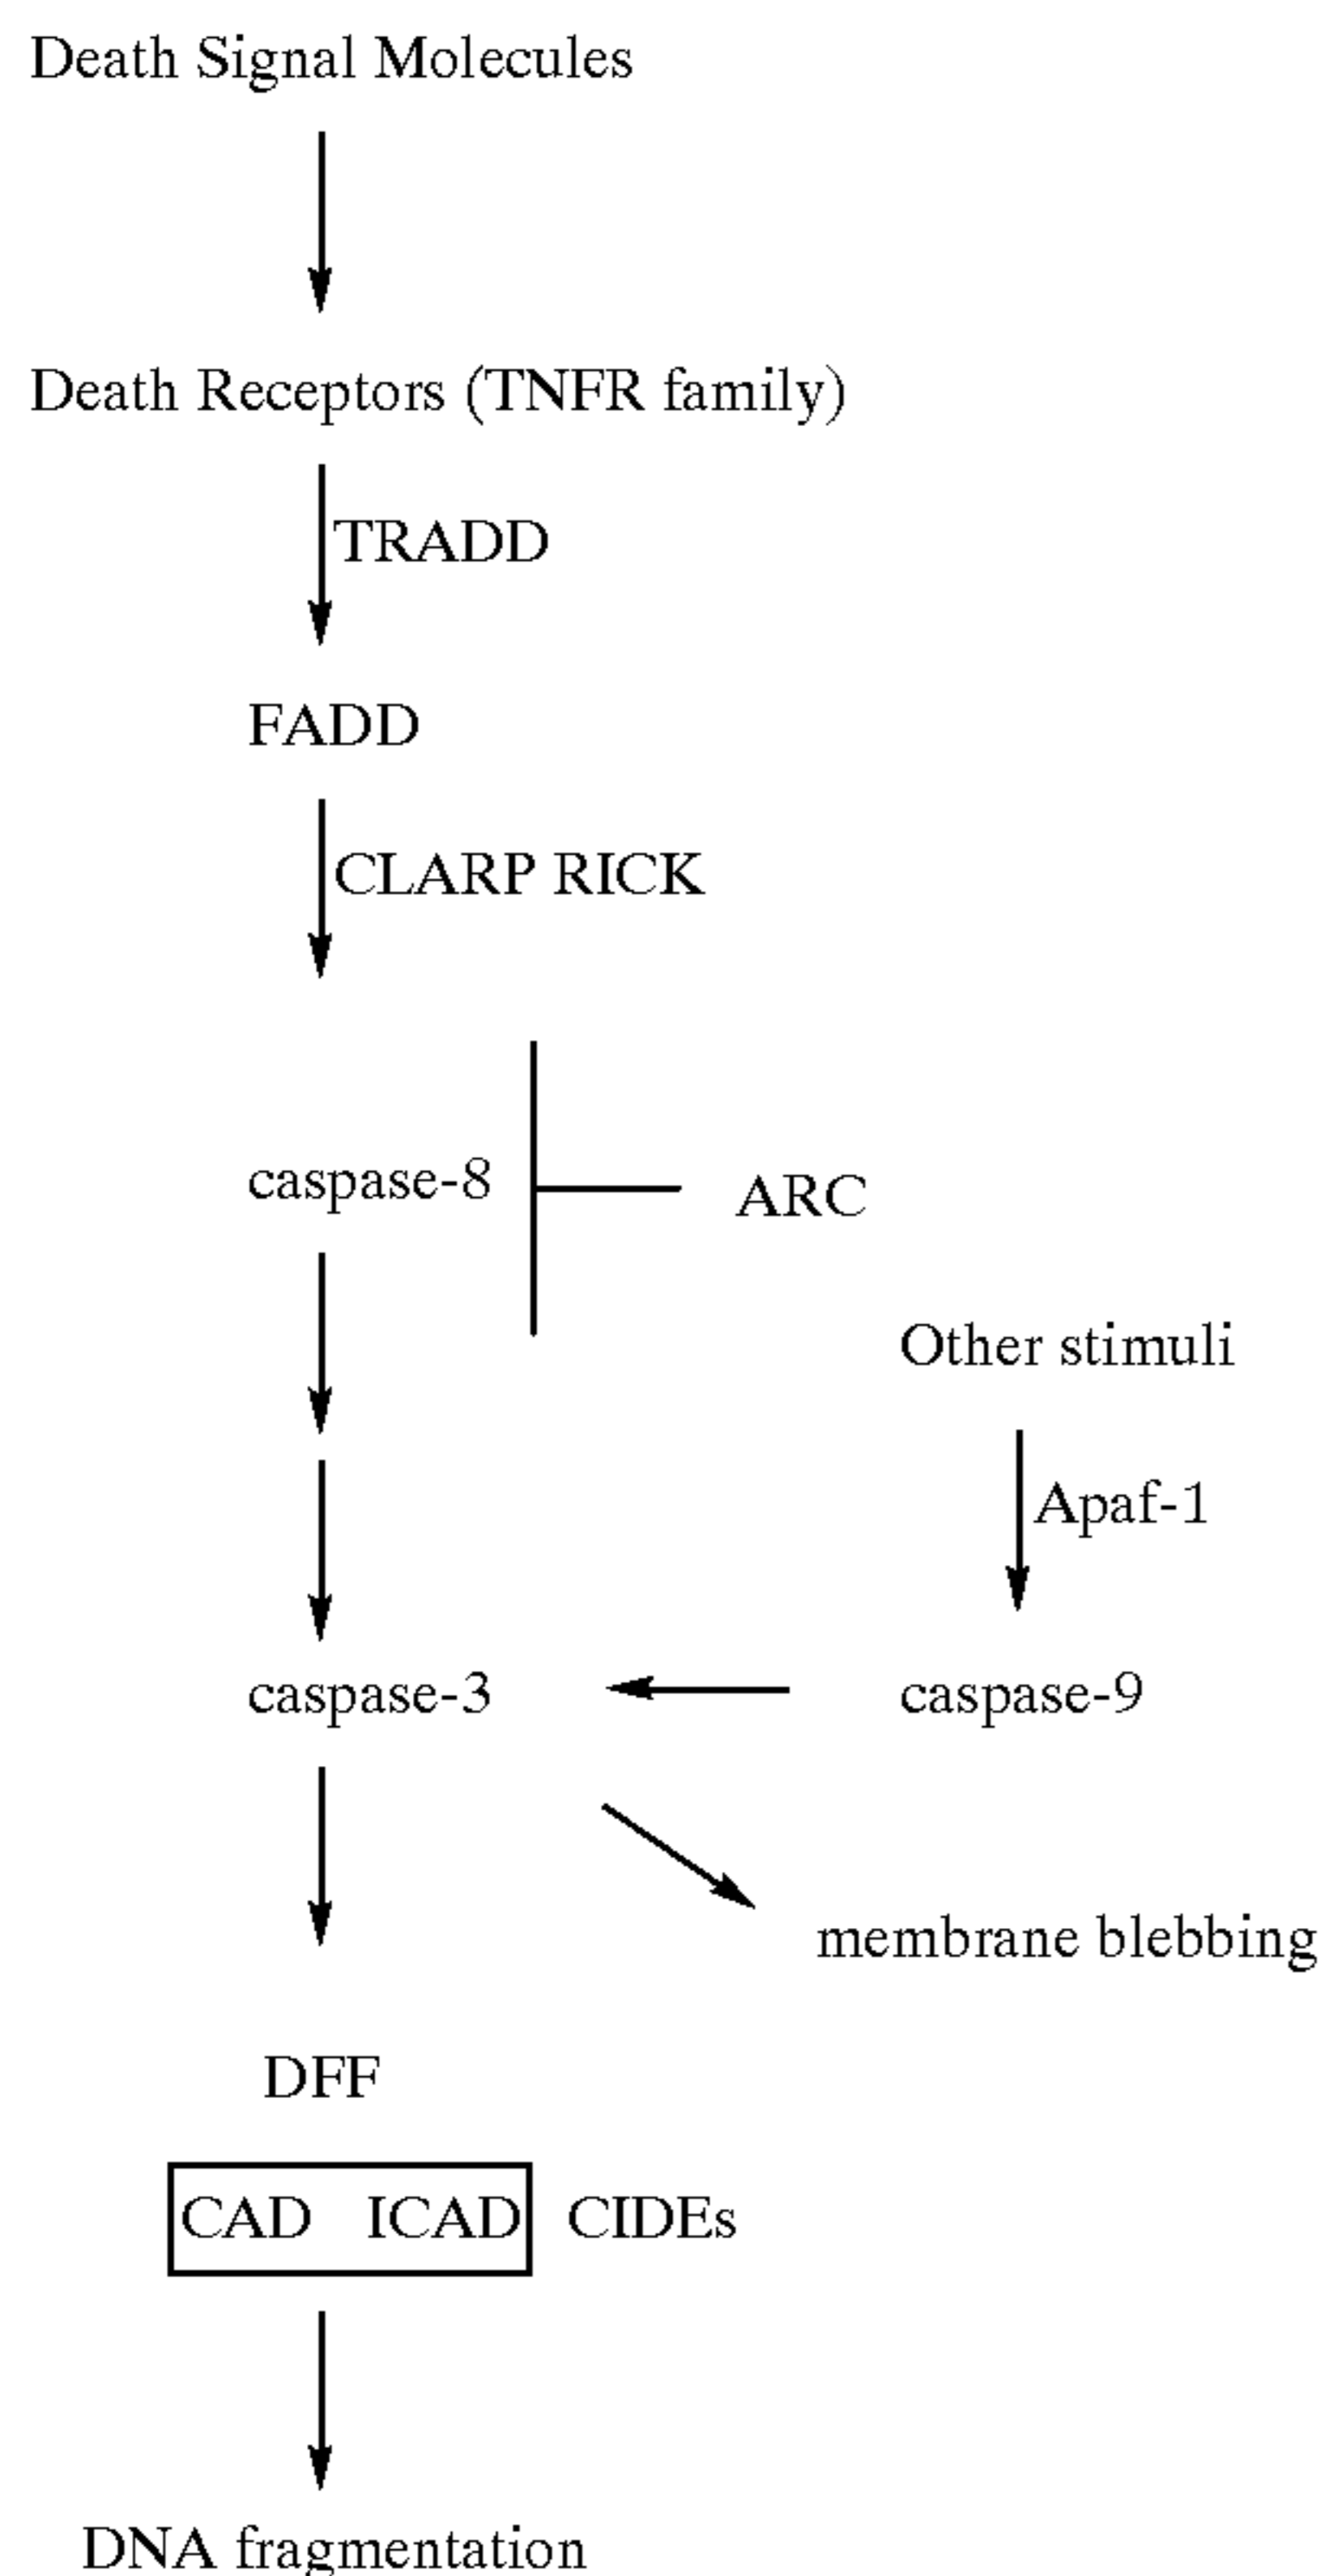 Death Signal Molecules
Death Receptors (TNFR family)
TRADD
FADD
CLARP RICK
caspase-8
ARC
Other stimuli
Apaf-1
caspase-3
caspase-9
membrane blebbing
DFF
CAD ICAD CIDEs
DNA fragmentation